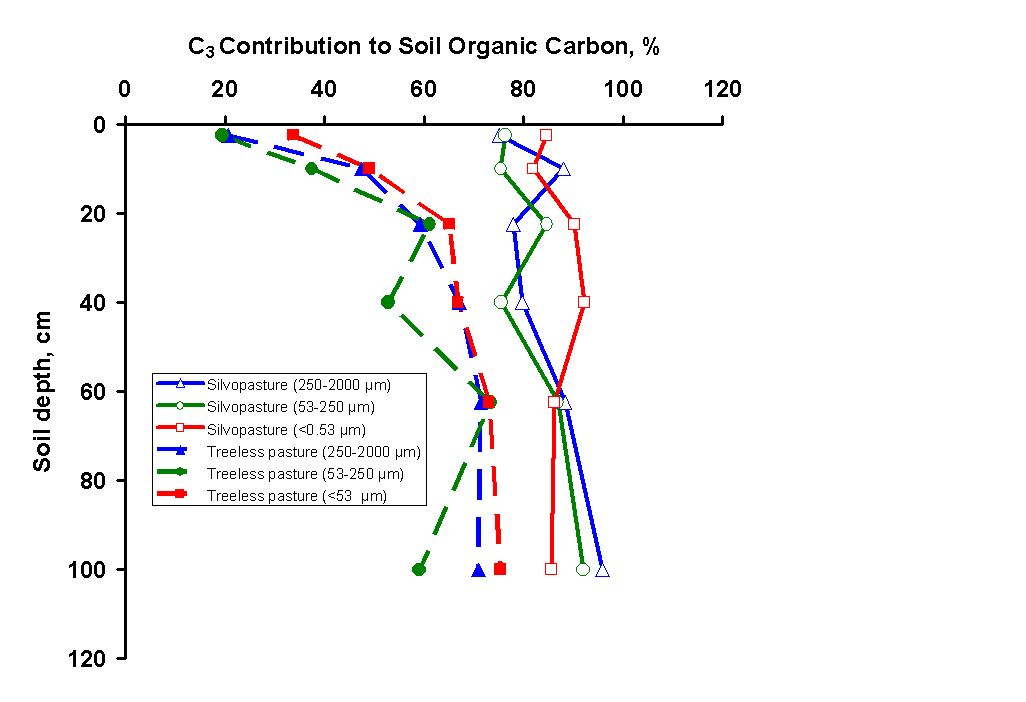 C3 Contribution to Soil Organic Carbon, %
0 20 40 60 80 100 120
0
20
40
60
80
100
120
Soil depth, cm
Silvopasture (250-2000 µm)
Silvopasture (53-250 µm)
Silvopasture (<0.53 µm)
Treeless pasture (250-2000 µm)
Treeless pasture (53-250 µm)
Treeless pasture (<53  µm)